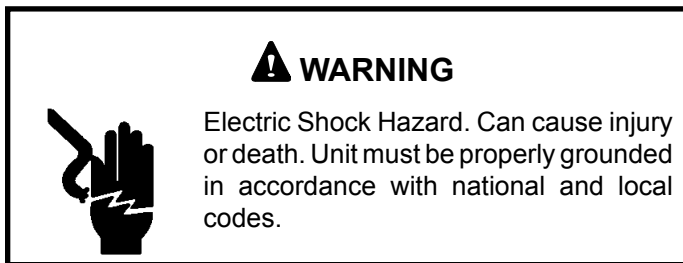 WARNING
Electric Shock Hazard. Can cause injury
or death. Unit must be properly grounded
in accordance with national and local
codes.